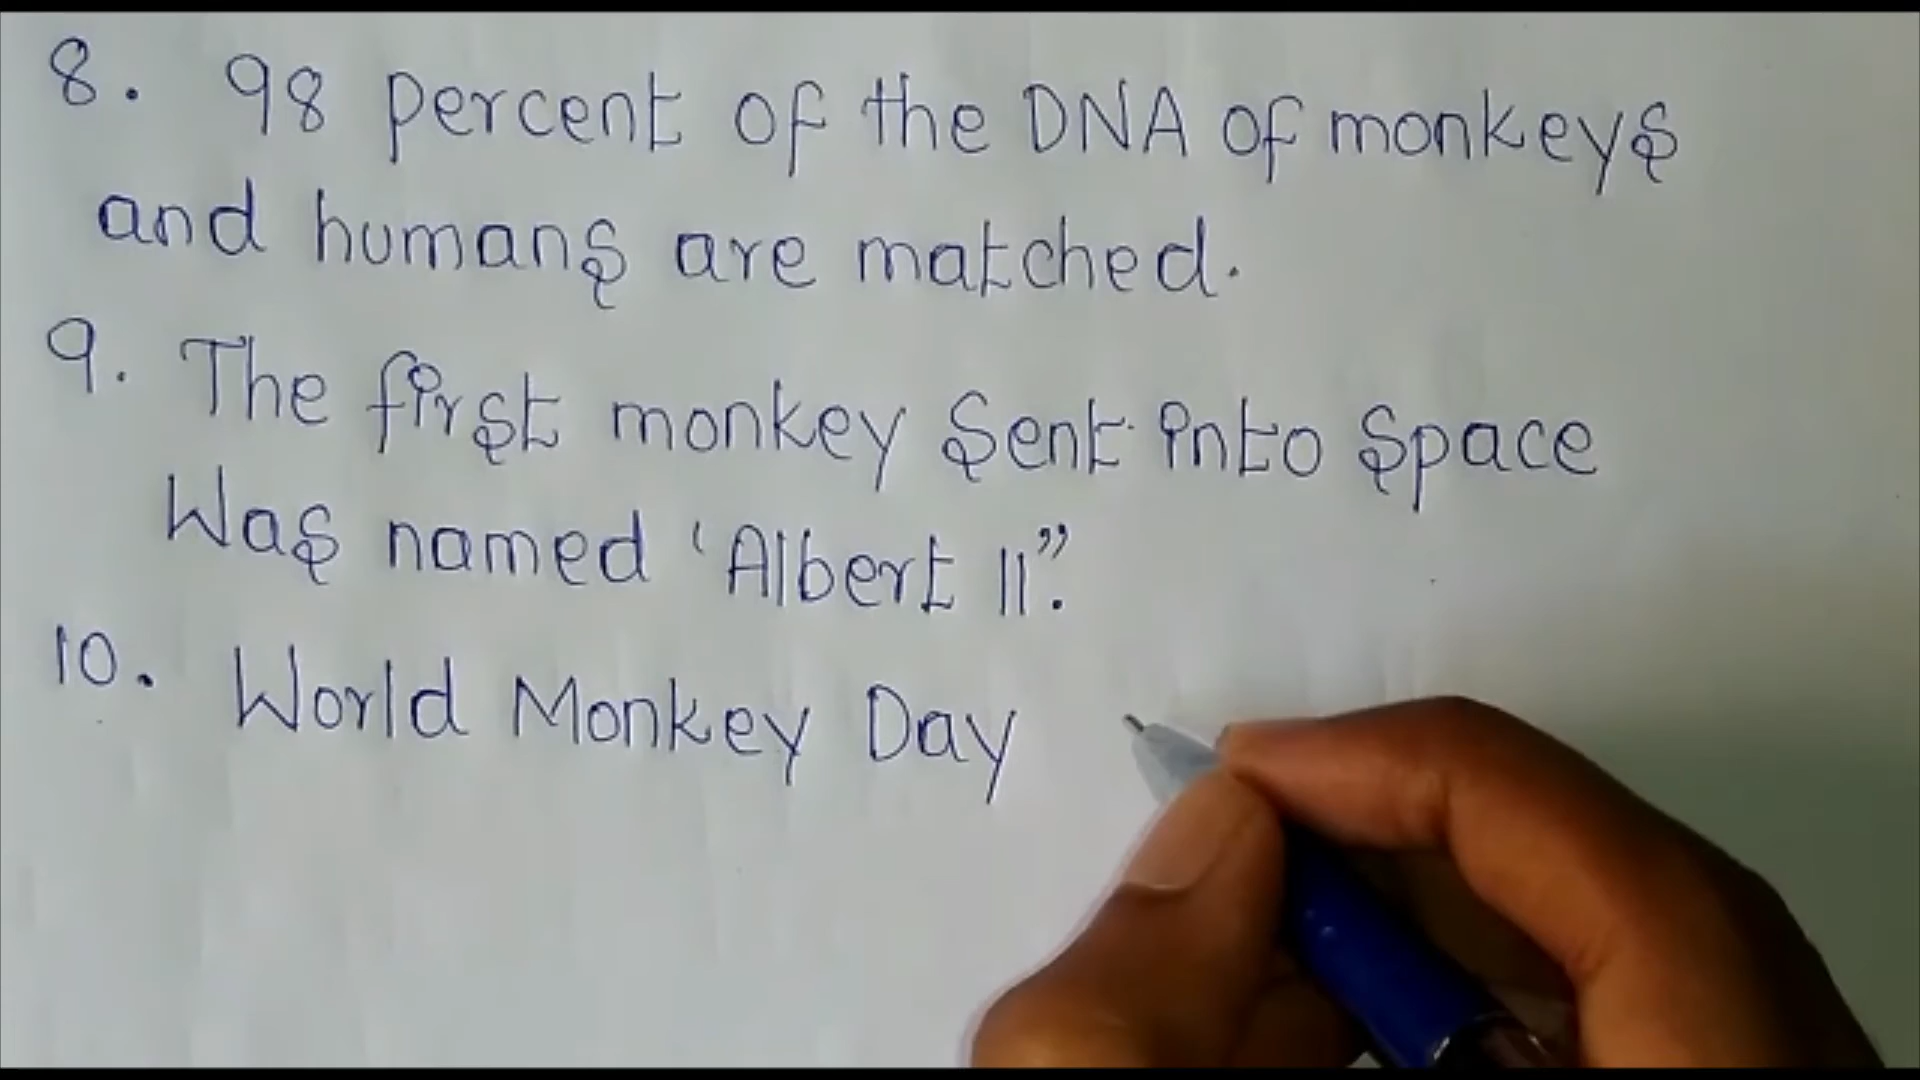 8. 98 percent of the DNA of monkeys
and humans are matched.
9. The first monkey sent into space
was named ‘Albert II”.
10. World Monkey Day